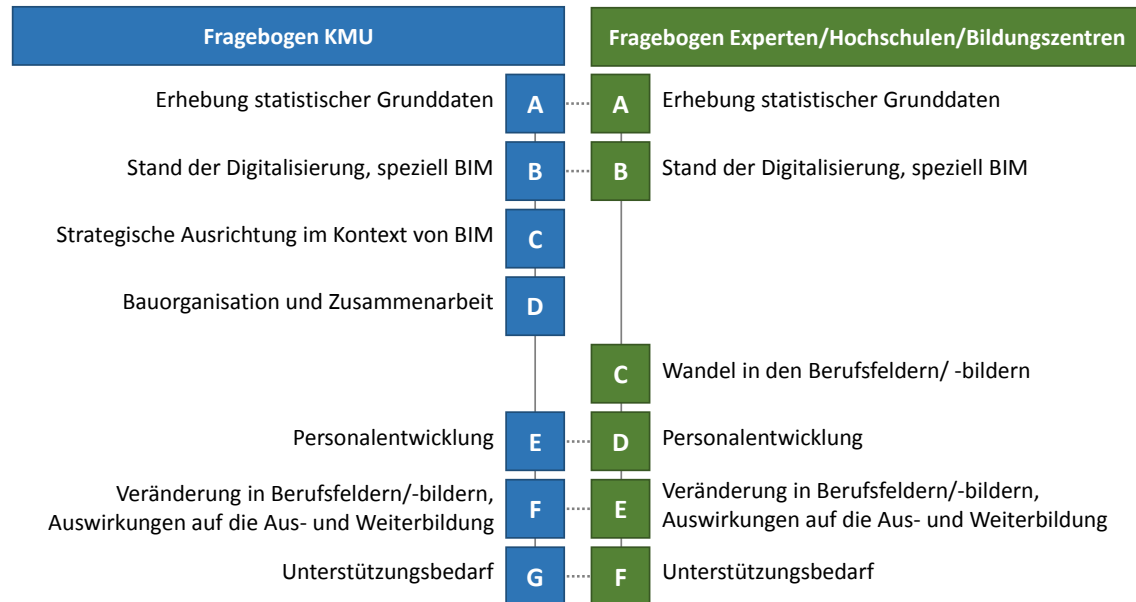 Fragebogen KMU
Fragebogen Experten/Hochschulen/Bildungszentren
Erhebung statistischer Grunddaten A A Erhebung statistischer Grunddaten
Stand der Digitalisierung, speziell BIM B B Stand der Digitalisierung, speziell BIM
Strategische Ausrichtung im Kontext von BIM C
Bauorganisation und Zusammenarbeit D
C Wandel in den Berufsfeldern/ -bildern
Personalentwicklung E D Personalentwicklung
Veränderung in Berufsfeldern/-bildern,
Auswirkungen auf die Aus- und Weiterbildung
F E
Veränderung in Berufsfeldern/-bildern,
Auswirkungen auf die Aus- und Weiterbildung
Unterstützungsbedarf G F Unterstützungsbedarf